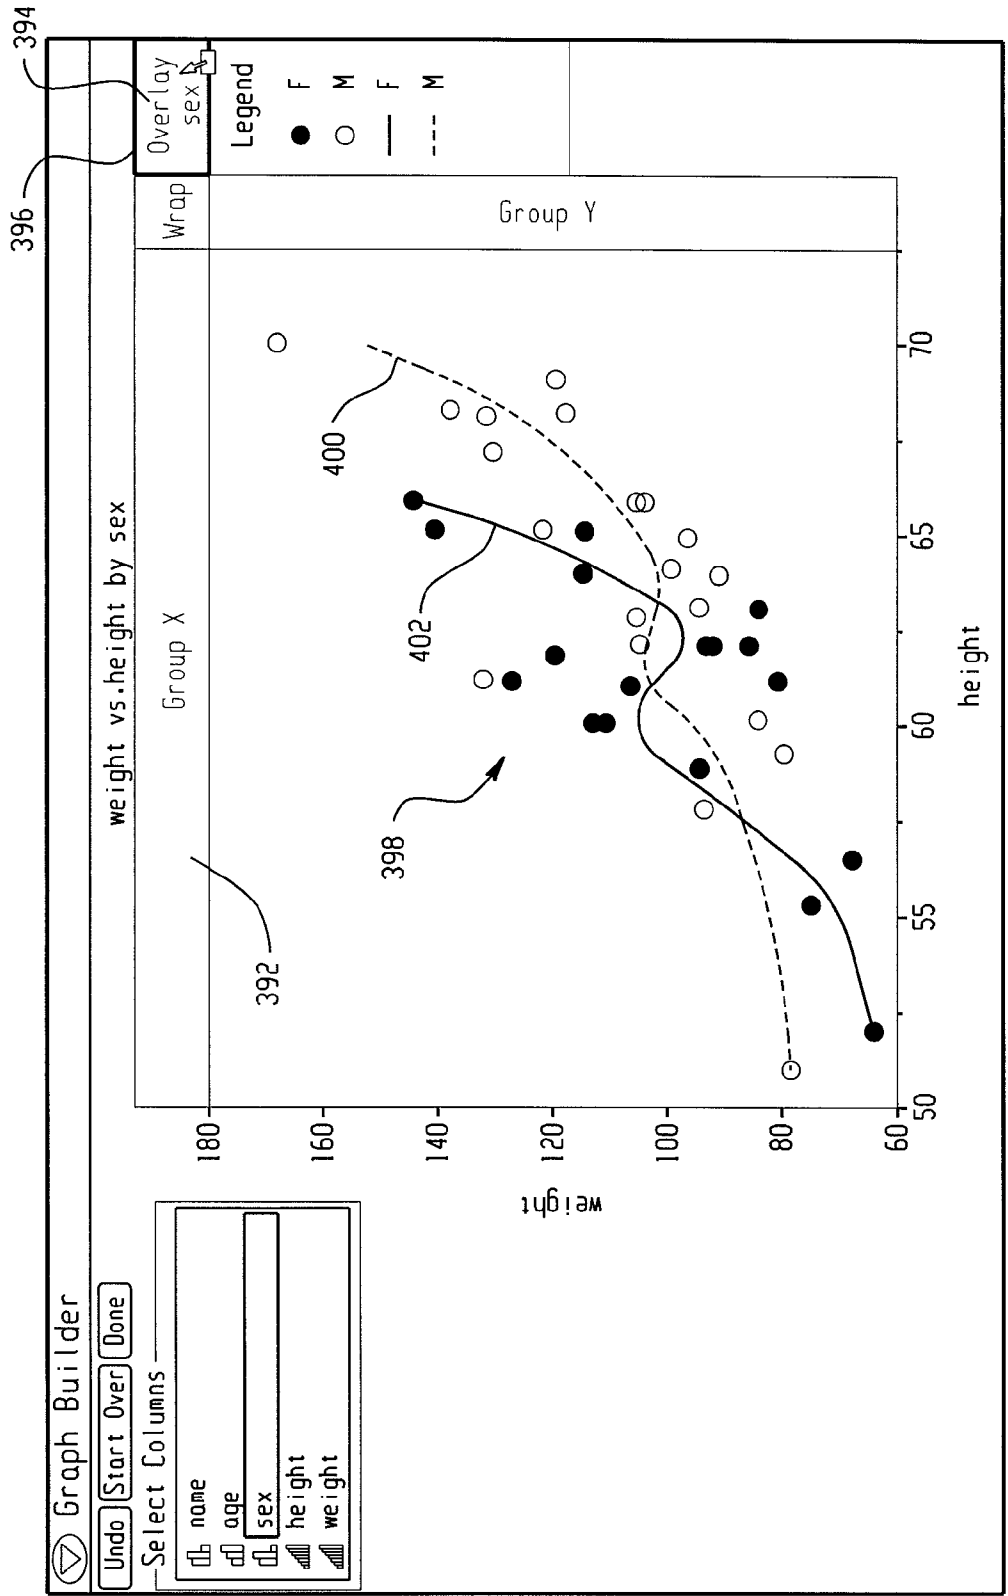 394
396
Graph Builder
Undo Start Over Done
weight vs.height by sex
Select Columns
name
age
sex
height
weight
Group X
Wrap
Overlay
sex
Legend
F
M
F
M
Group Y
392
398
400
402
weight
180
160
140
120
100
80
60
50
55
60
65
70
height